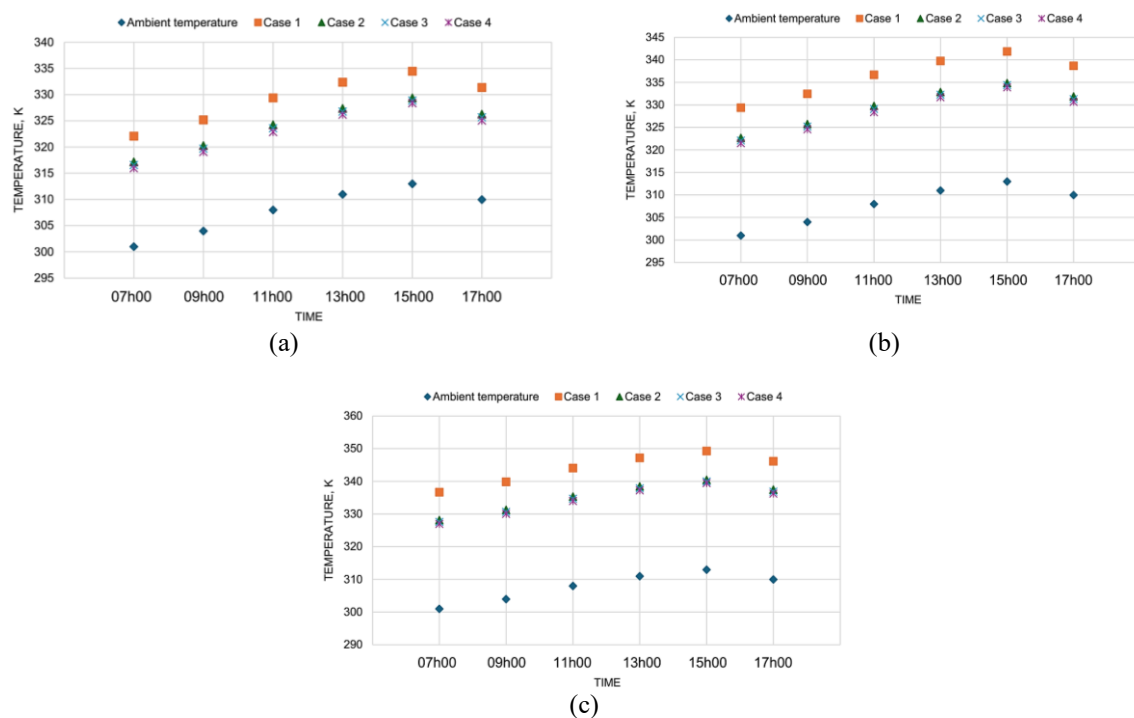 Ambient temperature Case 1 Case 2 Case 3 Case 4
340
335
330
325
320
315
310
305
300
295
TEMPERATURE, K
07h00 09h00 11h00 13h00 15h00 17h00
TIME
(a)
Ambient temperature Case 1 Case 2 Case 3 Case 4
345
340
335
330
325
320
315
310
305
300
295
TEMPERATURE, K
07h00 09h00 11h00 13h00 15h00 17h00
TIME
(b)
Ambient temperature Case 1 Case 2 Case 3 Case 4
360
350
340
330
320
310
300
290
TEMPERATURE, K
07h00 09h00 11h00 13h00 15h00 17h00
TIME
(c)